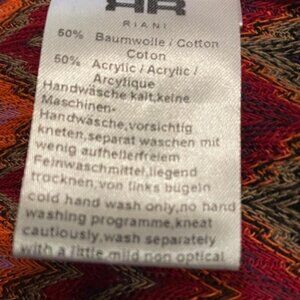 RIANI
50% Baumwolle / Cotton
Coton
50% Acrylic / Acrylic /
Arcylique
Handwäsche kalt,keine
Maschinen-
Handwäsche,vorsichtig
kneten,separat waschen mit
wenig aufhellerfreiem
Feinwaschmittel,liegend
trocknen,von links bügeln
cold hand wash only,no hand
washing programme,kneat
cautiously,wash separately
with a little mild non optical